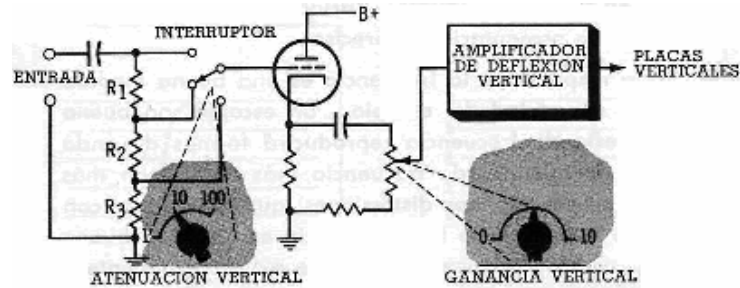 B+
INTERRUPTOR
ENTRADA
R1
R2
R3
AMPLIFICADOR
DE DEFLEXION
VERTICAL
PLACAS
VERTICALES
1
10
100
ATENUACION VERTICAL
0
10
GANANCIA VERTICAL